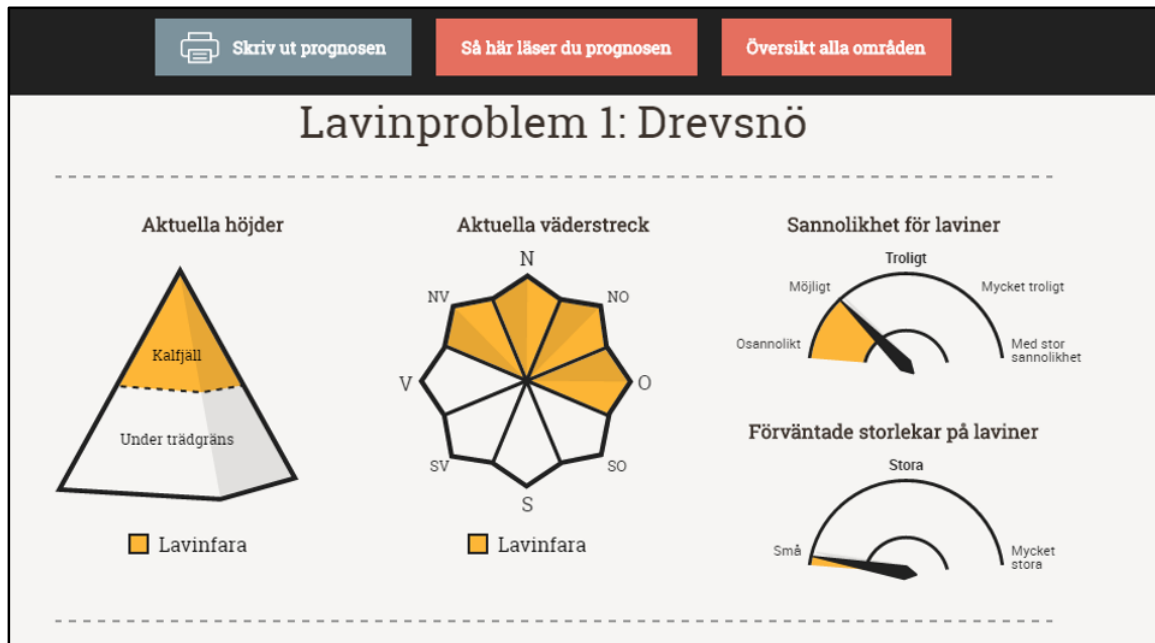 Skriv ut prognosen
Så här läser du prognosen
Översikt alla områden
Lavinproblem 1: Drevsnö
Aktuella höjder
Kalfjäll
Under trädgräns
Lavinfara
Aktuella väderstreck
N
NV
NO
V
O
SV
SO
S
Lavinfara
Sannolikhet för laviner
Troligt
Möjligt
Mycket troligt
Osannolikt
Med stor
sannolikhet
Förväntade storlekar på laviner
Stora
Små
Mycket
stora